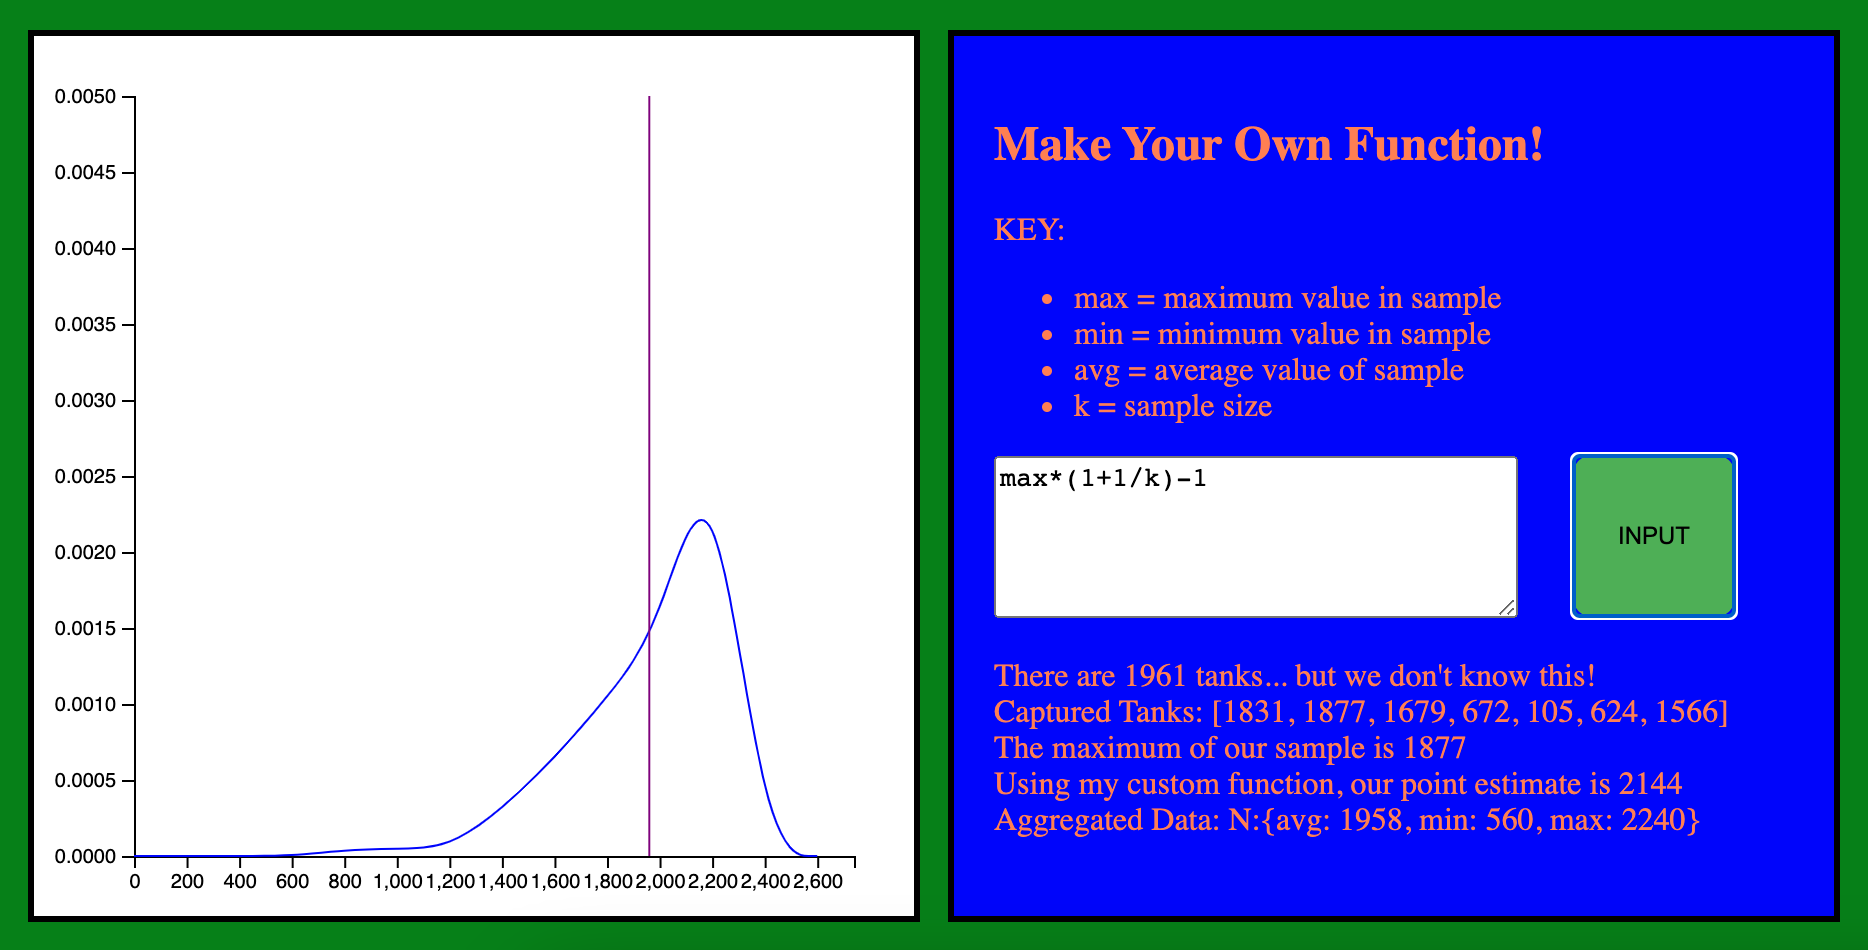 0.0050
0.0045
0.0040
0.0035
0.0030
0.0025
0.0020
0.0015
0.0010
0.0005
0.0000
0 200 400 600 800 1,000 1,200 1,400 1,600 1,800 2,000 2,200 2,400 2,600
Make Your Own Function!
KEY:
• max = maximum value in sample
• min = minimum value in sample
• avg = average value of sample
• k = sample size
max*(1+1/k)-1
INPUT
There are 1961 tanks... but we don't know this!
Captured Tanks: [1831, 1877, 1679, 672, 105, 624, 1566]
The maximum of our sample is 1877
Using my custom function, our point estimate is 2144
Aggregated Data: N:{avg: 1958, min: 560, max: 2240}